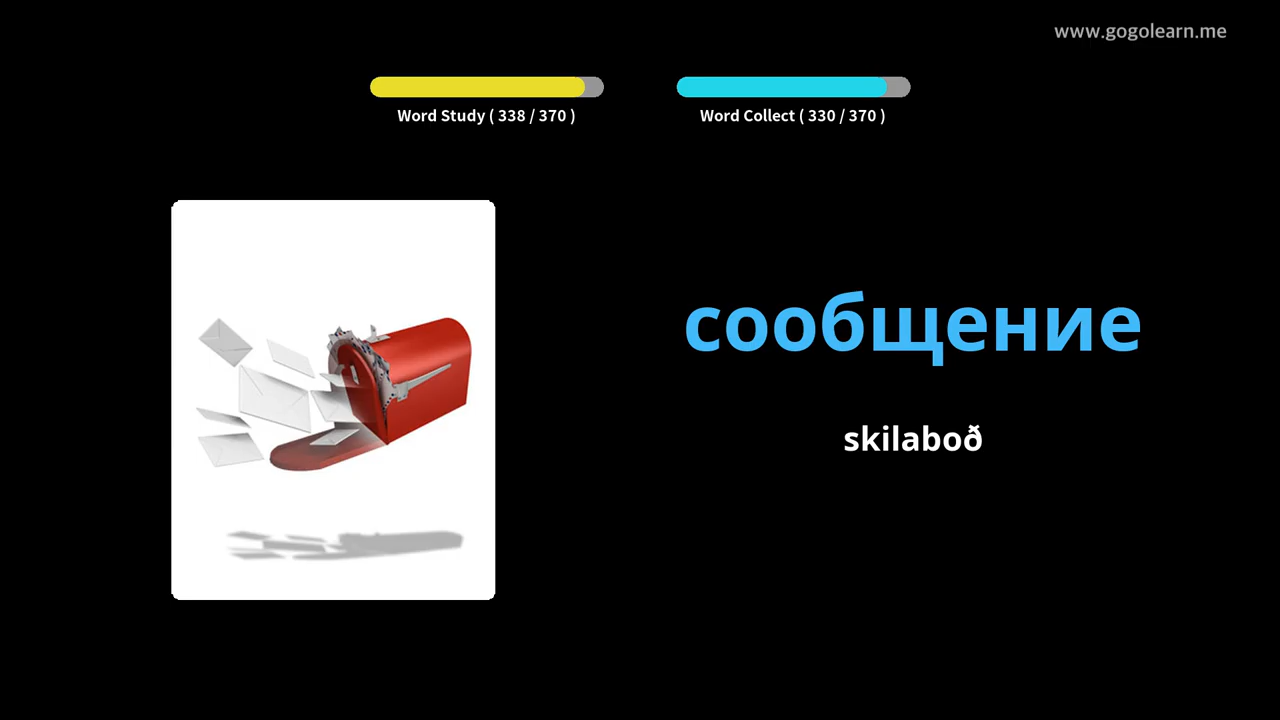 www.gogolearn.me
Word Study ( 338 / 370 )
Word Collect ( 330 / 370 )
сообщение
skilaboð